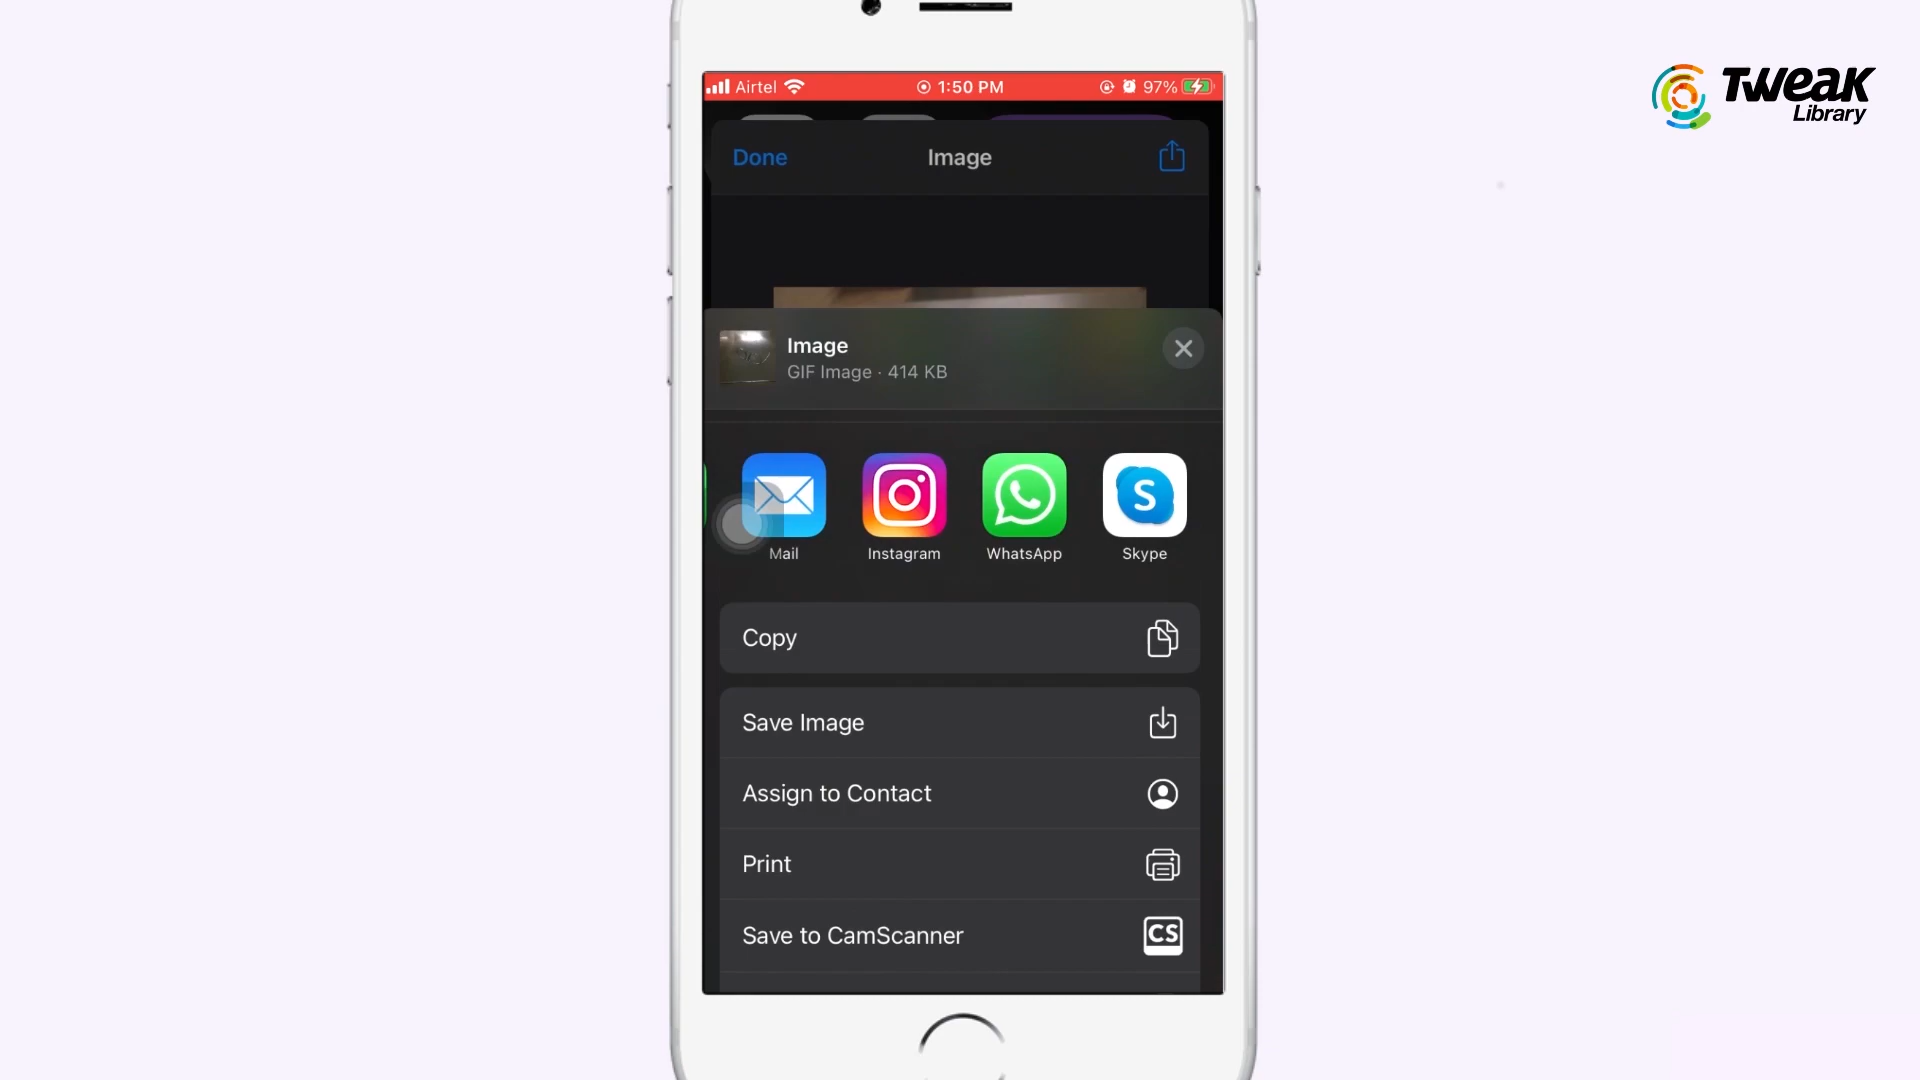 Airtel 1:50 PM 97%
TWEAK
Library
Done Image
Image
GIF Image · 414 KB
Mail Instagram WhatsApp Skype
Copy
Save Image
Assign to Contact
Print
Save to CamScanner CS